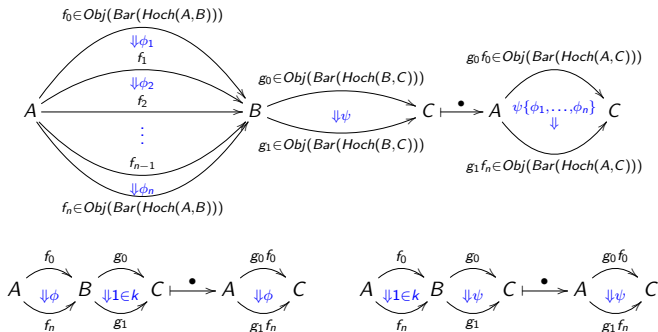 f₀∈Obj(Bar(Hoch(A,B)))
⇓ϕ₁
f₁
⇓ϕ₂
f₂
A B C A C
⋮
fₙ₋₁
⇓ϕₙ
fₙ∈Obj(Bar(Hoch(A,B)))
g₀∈Obj(Bar(Hoch(B,C)))
⇓ψ
g₁∈Obj(Bar(Hoch(B,C)))
•
g₀f₀∈Obj(Bar(Hoch(A,C)))
ψ{ϕ₁,…,ϕₙ}
⇓
g₁fₙ∈Obj(Bar(Hoch(A,C)))
f₀ g₀ • g₀f₀
A ⇓ϕ B ⇓1∈k C A ⇓ϕ C
fₙ g₁ g₁fₙ
f₀ g₀ • g₀f₀
A ⇓1∈k B ⇓ψ C A ⇓ψ C
fₙ g₁ g₁fₙ